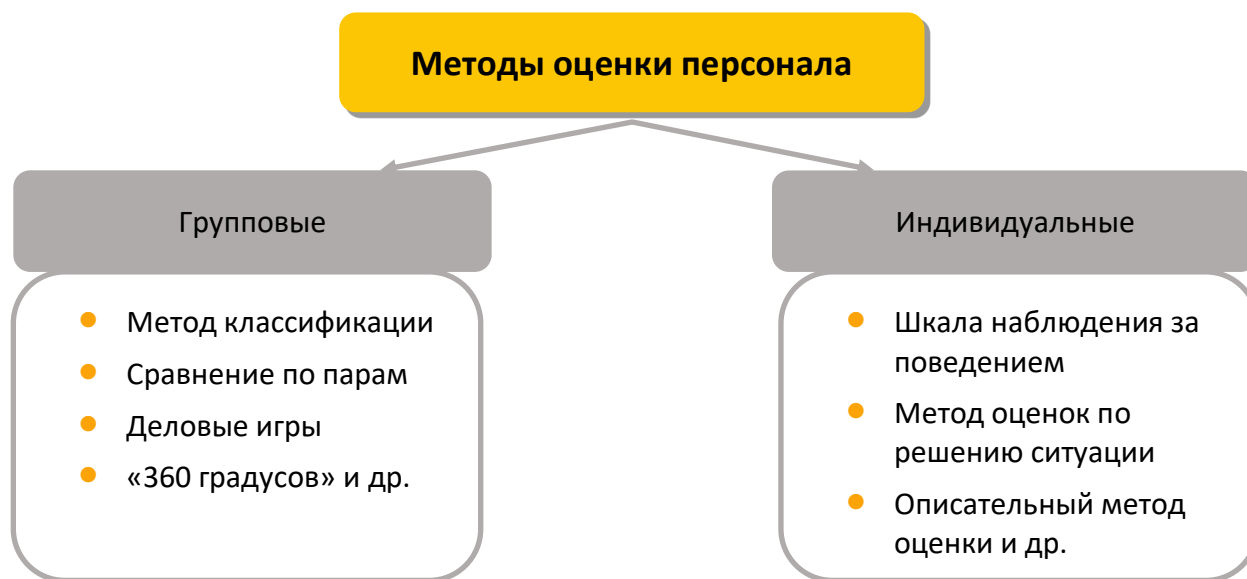 Методы оценки персонала
Групповые
Метод классификации
Сравнение по парам
Деловые игры
«360 градусов» и др.
Индивидуальные
Шкала наблюдения за
поведением
Метод оценок по
решению ситуации
Описательный метод
оценки и др.